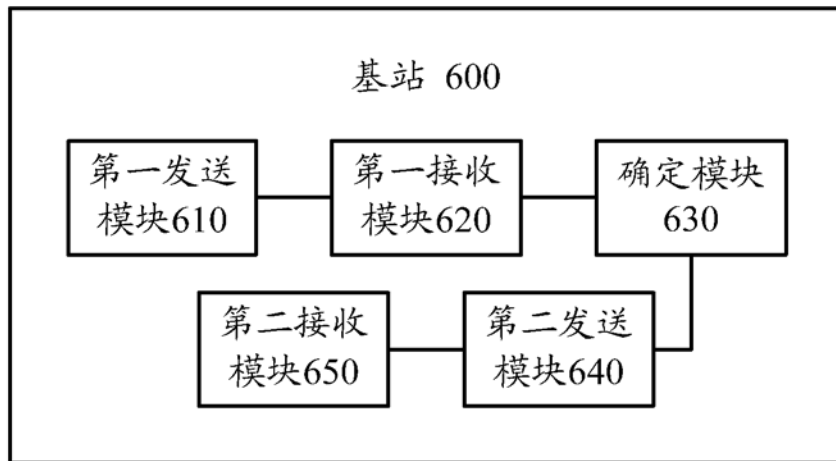 基站 600
第一发送
模块610
第一接收
模块620
确定模块
630
第二接收
模块650
第二发送
模块640